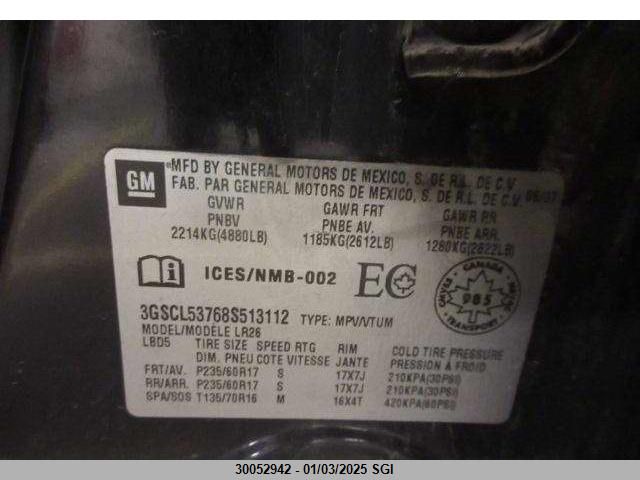 GM
MFD BY GENERAL MOTORS DE MEXICO, S. DE R.L. DE C.V.
FAB. PAR GENERAL MOTORS DE MEXICO, S. DE R.L. DE C.V. 06/07
GVWR GAWR FRT GAWR RR
PNBV PNBE AV. PNBE ARR.
2214KG(4880LB) 1185KG(2612LB) 1280KG(2822LB)
i ICES/NMB-002 EC
CANADA
CMVSS 985 NSVAC
TRANSPORT
3GSCL53768S513112 TYPE: MPV/VTUM
MODEL/MODÈLE LR26
LBD5 TIRE SIZE SPEED RTG RIM COLD TIRE PRESSURE
DIM. PNEU COTE VITESSE JANTE PRESSION À FROID
FRT/AV. P235/60R17 S 17X7J 210KPA(30PSI)
RR/ARR. P235/60R17 S 17X7J 210KPA(30PSI)
SPA/SOS T135/70R16 M 16X4T 420KPA(60PSI)
30052942 - 01/03/2025 SGI